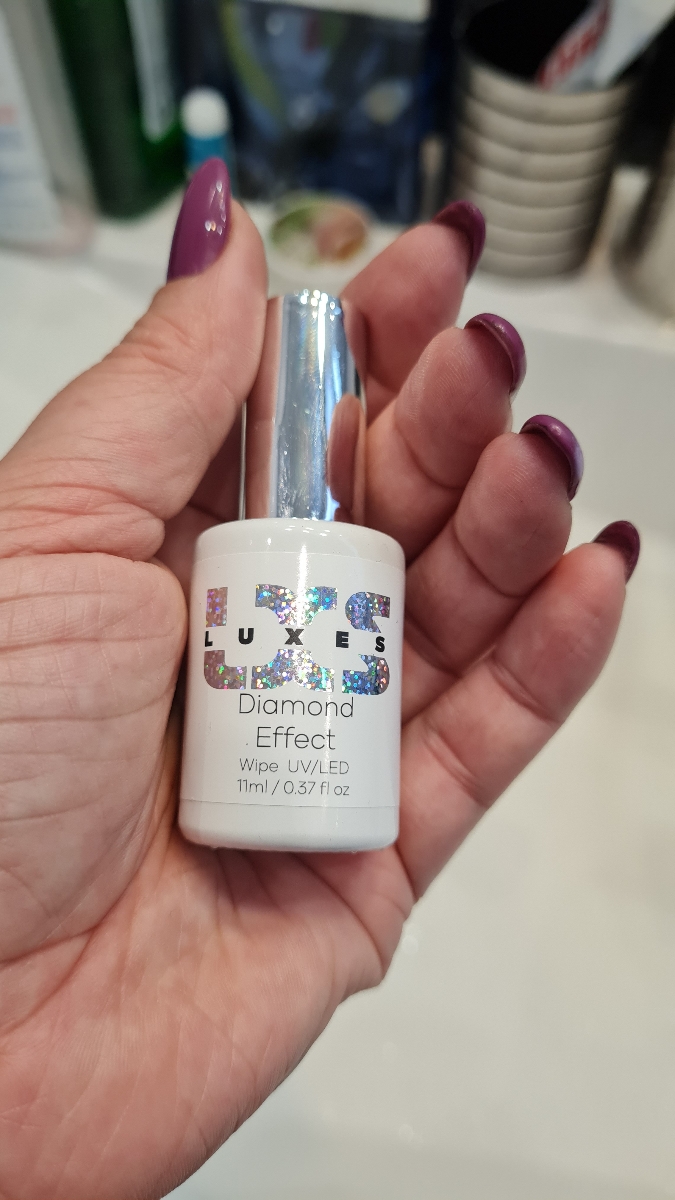 LXS
LUXES
Diamond
Effect
Wipe UV/LED
11ml / 0.37 fl oz